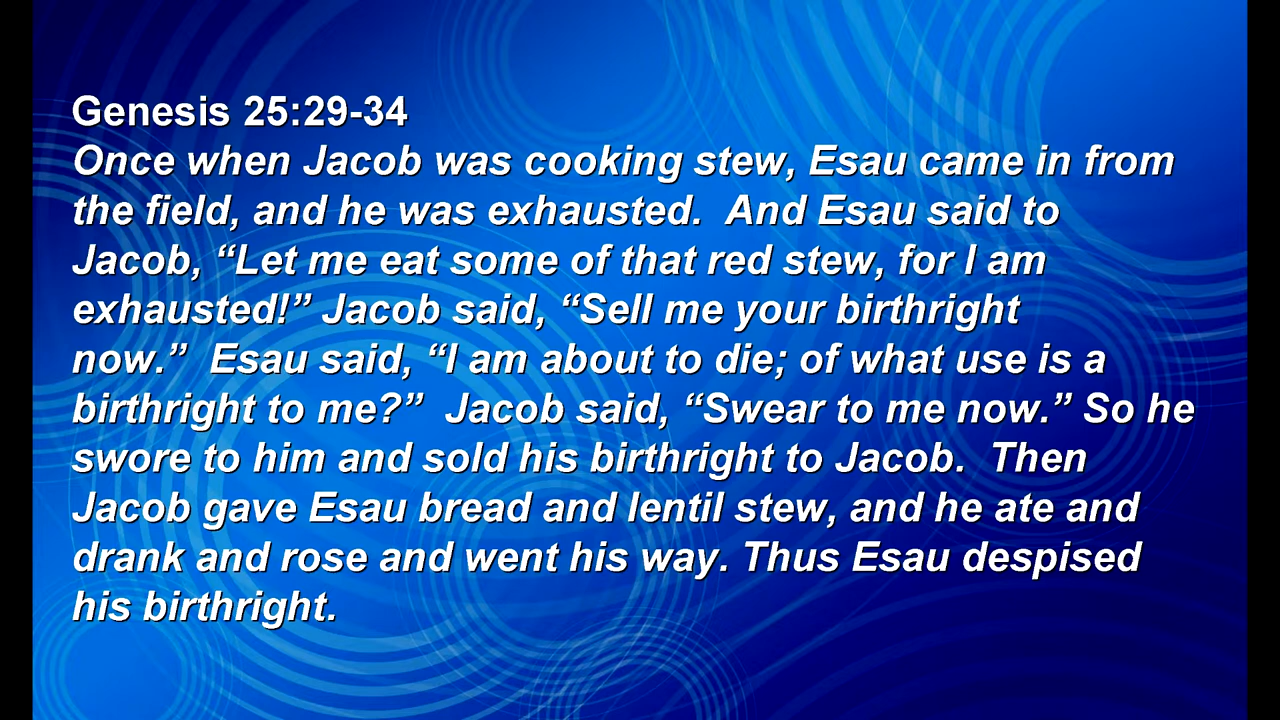 Genesis 25:29-34
Once when Jacob was cooking stew, Esau came in from
the field, and he was exhausted.  And Esau said to
Jacob, “Let me eat some of that red stew, for I am
exhausted!” Jacob said, “Sell me your birthright
now.”  Esau said, “I am about to die; of what use is a
birthright to me?”  Jacob said, “Swear to me now.” So he
swore to him and sold his birthright to Jacob.  Then
Jacob gave Esau bread and lentil stew, and he ate and
drank and rose and went his way. Thus Esau despised
his birthright.